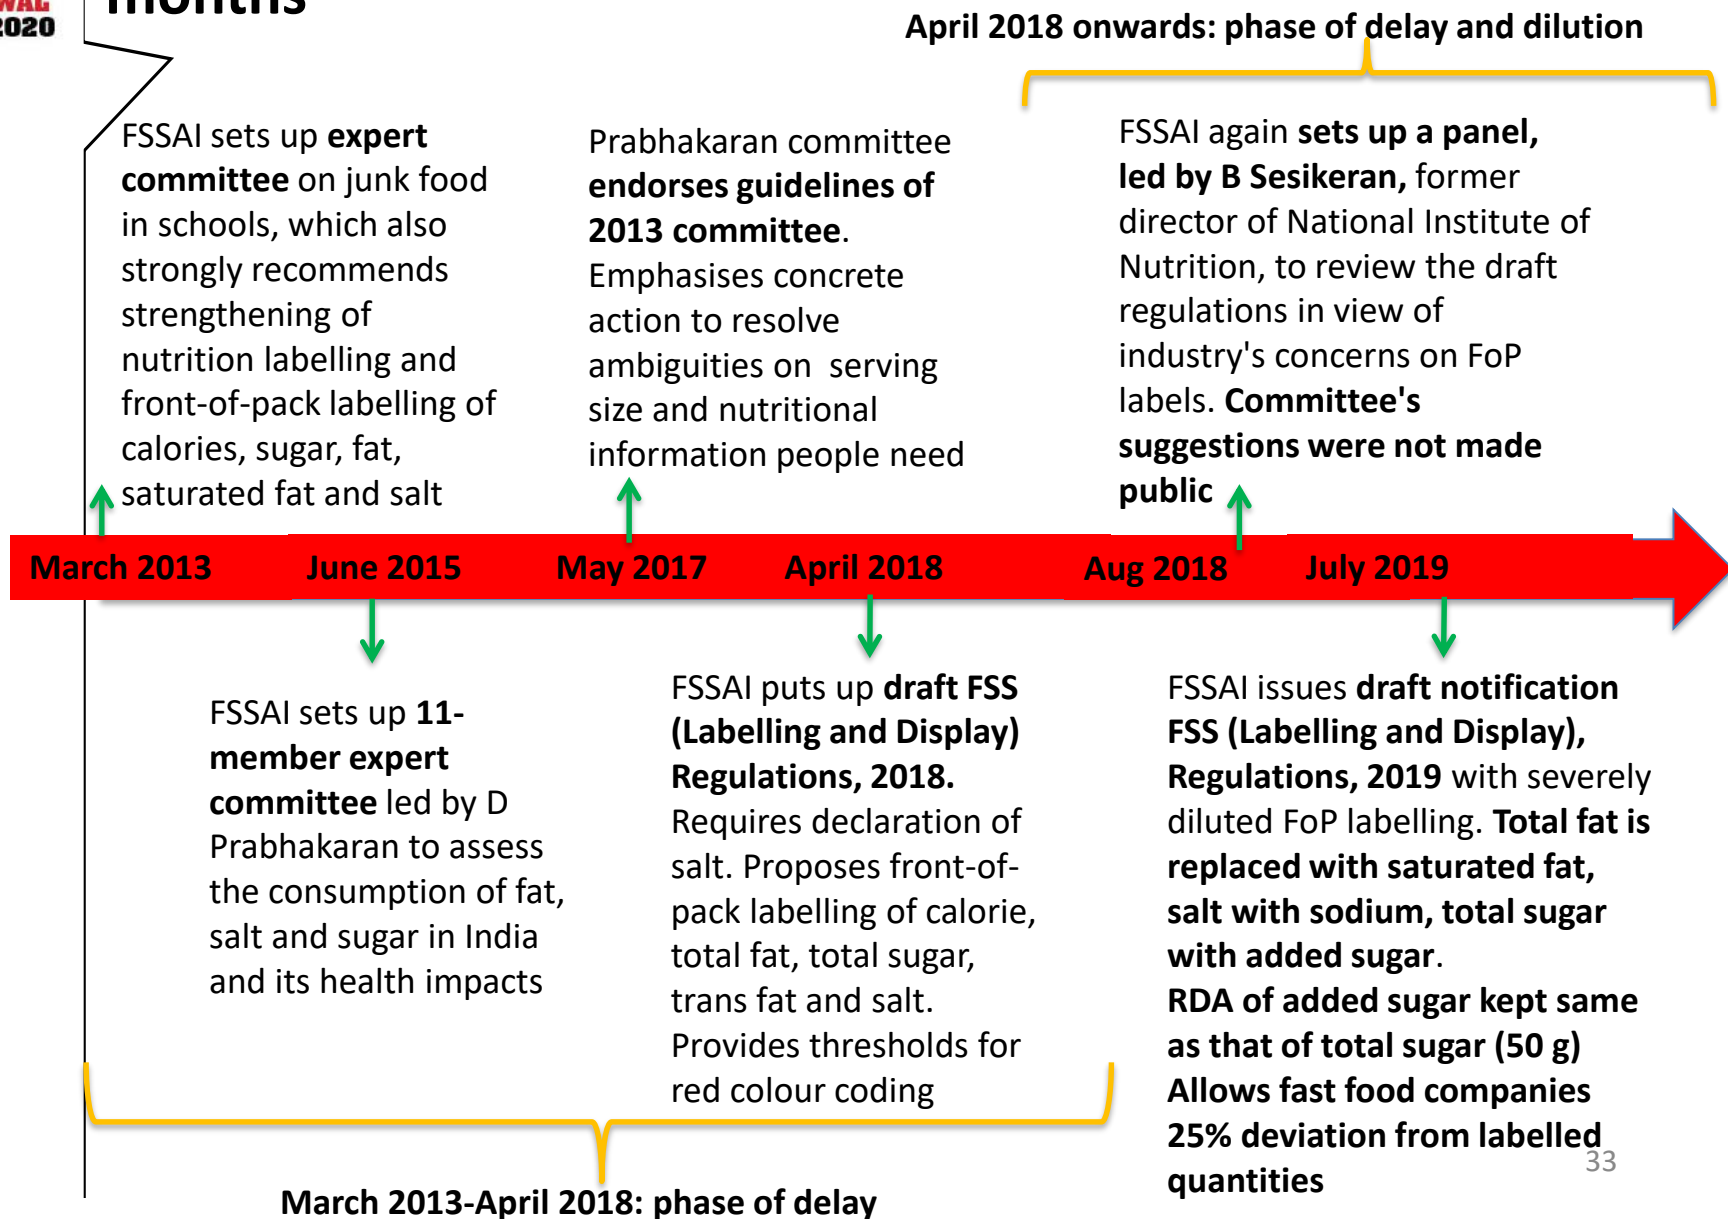 2020
months
April 2018 onwards: phase of delay and dilution
FSSAI sets up expert
committee on junk food
in schools, which also
strongly recommends
strengthening of
nutrition labelling and
front-of-pack labelling of
calories, sugar, fat,
saturated fat and salt
Prabhakaran committee
endorses guidelines of
2013 committee.
Emphasises concrete
action to resolve
ambiguities on serving
size and nutritional
information people need
FSSAI again sets up a panel,
led by B Sesikeran, former
director of National Institute of
Nutrition, to review the draft
regulations in view of
industry's concerns on FoP
labels. Committee's
suggestions were not made
public
March 2013 June 2015 May 2017 April 2018 Aug 2018 July 2019
FSSAI sets up 11-
member expert
committee led by D
Prabhakaran to assess
the consumption of fat,
salt and sugar in India
and its health impacts
FSSAI puts up draft FSS
(Labelling and Display)
Regulations, 2018.
Requires declaration of
salt. Proposes front-of-
pack labelling of calorie,
total fat, total sugar,
trans fat and salt.
Provides thresholds for
red colour coding
FSSAI issues draft notification
FSS (Labelling and Display),
Regulations, 2019 with severely
diluted FoP labelling. Total fat is
replaced with saturated fat,
salt with sodium, total sugar
with added sugar.
RDA of added sugar kept same
as that of total sugar (50 g)
Allows fast food companies
25% deviation from labelled
quantities
33
March 2013-April 2018: phase of delay